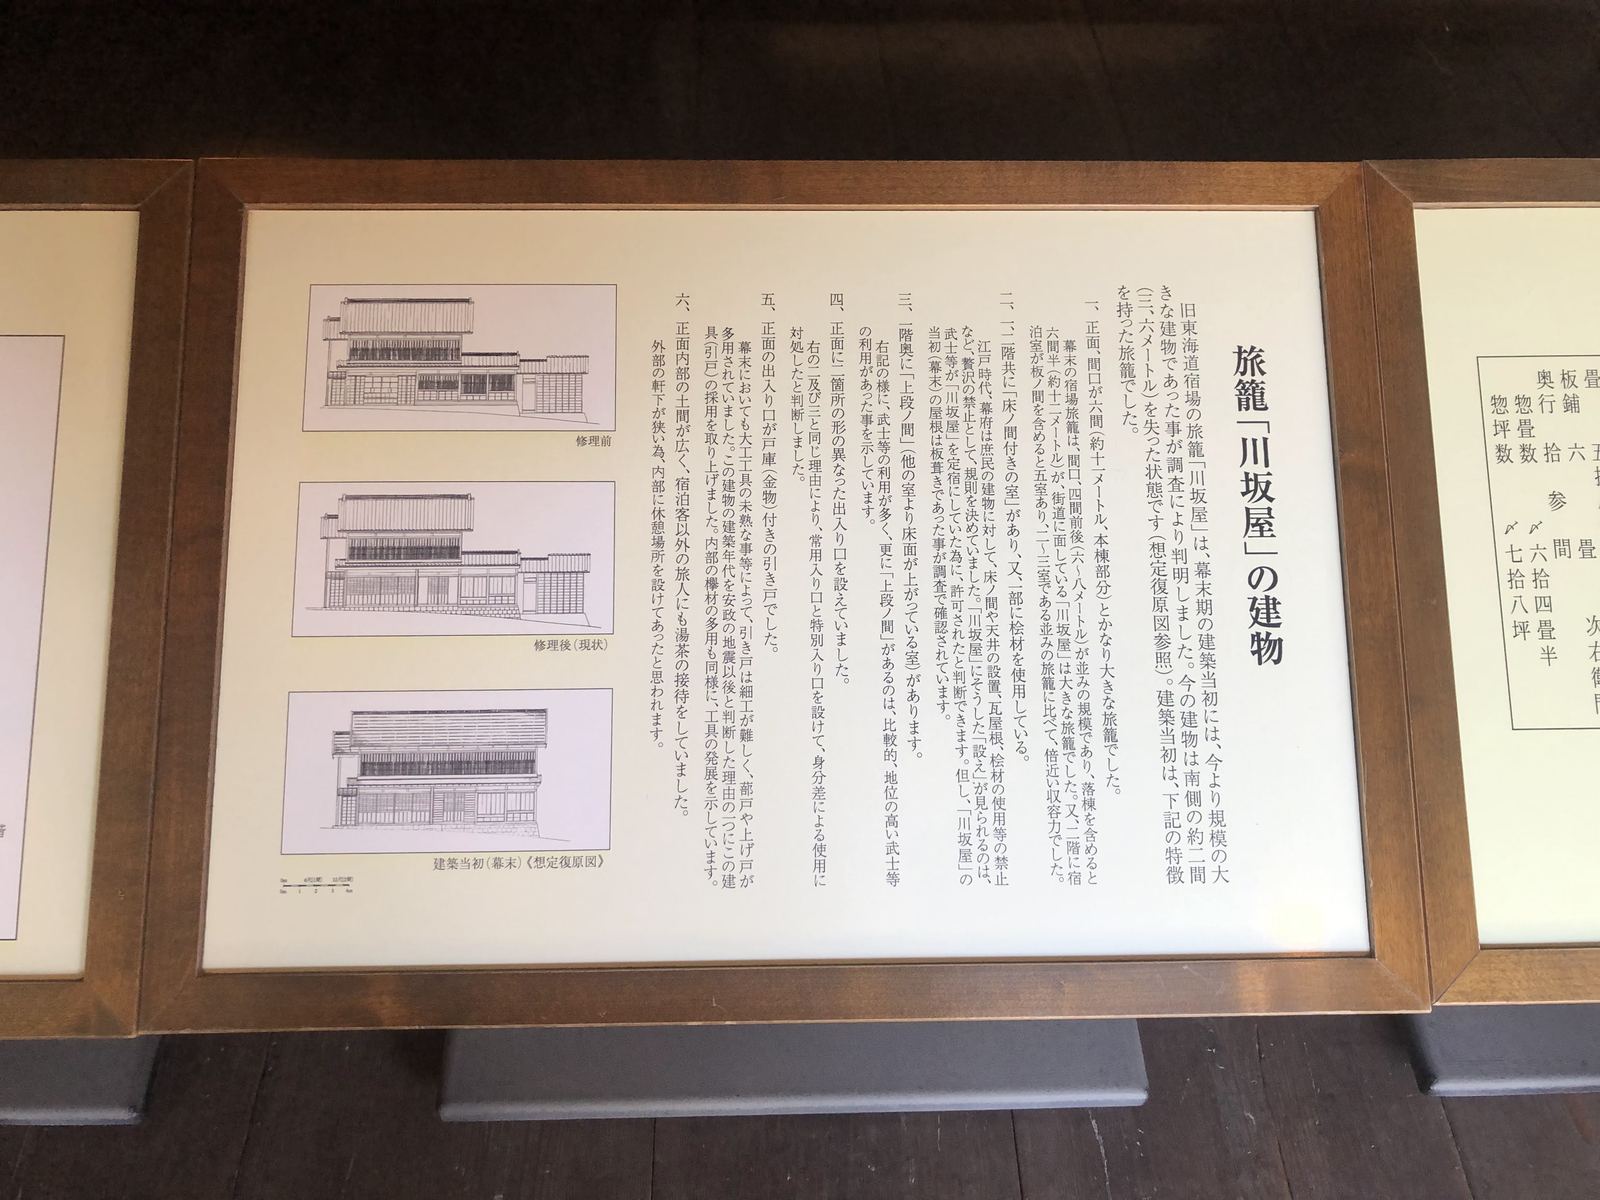 旅籠「川坂屋」の建物
旧東海道宿場の旅籠「川坂屋」は、幕末期の建築当初には、今より規模の大
きな建物であった事が調査により判明しました。今の建物は南側の約二間
(三、六メートル)を失った状態です(想定復原図参照)。建築当初は、下記の特徴
を持った旅籠でした。
一、正面、間口が六間(約十一メートル、本棟部分)とかなり大きな旅籠でした。
幕末の宿場旅籠は、間口、四間前後(六〜八メートル)が並みの規模であり、落棟を含めると
六間半(約十二メートル)が、街道に面している「川坂屋」は大きな旅籠でした。又、二階に宿
泊室が板ノ間を含めると五室あり、二〜三室である並みの旅籠に比べて、倍近い収容力でした。
二、一、二階共に「床ノ間付きの室」があり、又、一部に桧材を使用している。
江戸時代、幕府は庶民の建物に対して、床ノ間や天井の設置、瓦屋根、桧材の使用等の禁止
など、贅沢の禁止として、規則を決めていました。「川坂屋」にそうした「設え」が見られるのは、
武士等が「川坂屋」を定宿にしていた為に、許可されたと判断できます。但し、「川坂屋」の
当初(幕末)の屋根は板葺きであった事が調査で確認されています。
三、一階奥に「上段ノ間」(他の室より床面が上がっている室)があります。
右記の様に、武士等の利用が多く、更に「上段ノ間」があるのは、比較的、地位の高い武士等
の利用があった事を示しています。
四、正面に二箇所の形の異なった出入り口を設えていました。
右の二及び三と同じ理由により、常用入り口と特別入り口を設けて、身分差による使用に
対処したと判断しました。
五、正面の出入り口が戸庫(金物)付きの引き戸でした。
幕末においても大工工具の未熟な事等によって、引き戸は細工が難しく、蔀戸や上げ戸が
多用されていました。この建物の建築年代を安政の地震以後と判断した理由の一つにこの建
具(引戸)の採用を取り上げました。内部の欅材の多用も同様に、工具の発展を示しています。
六、正面内部の土間が広く、宿泊客以外の旅人にも湯茶の接待をしていました。
外部の軒下が狭い為、内部に休憩場所を設けてあったと思われます。
修理前
修理後(現状)
建築当初(幕末)《想定復原図》
畳
板鋪
奥行
拾六
参間
惣畳数
〆六拾四畳半
惣坪数
〆七拾八坪